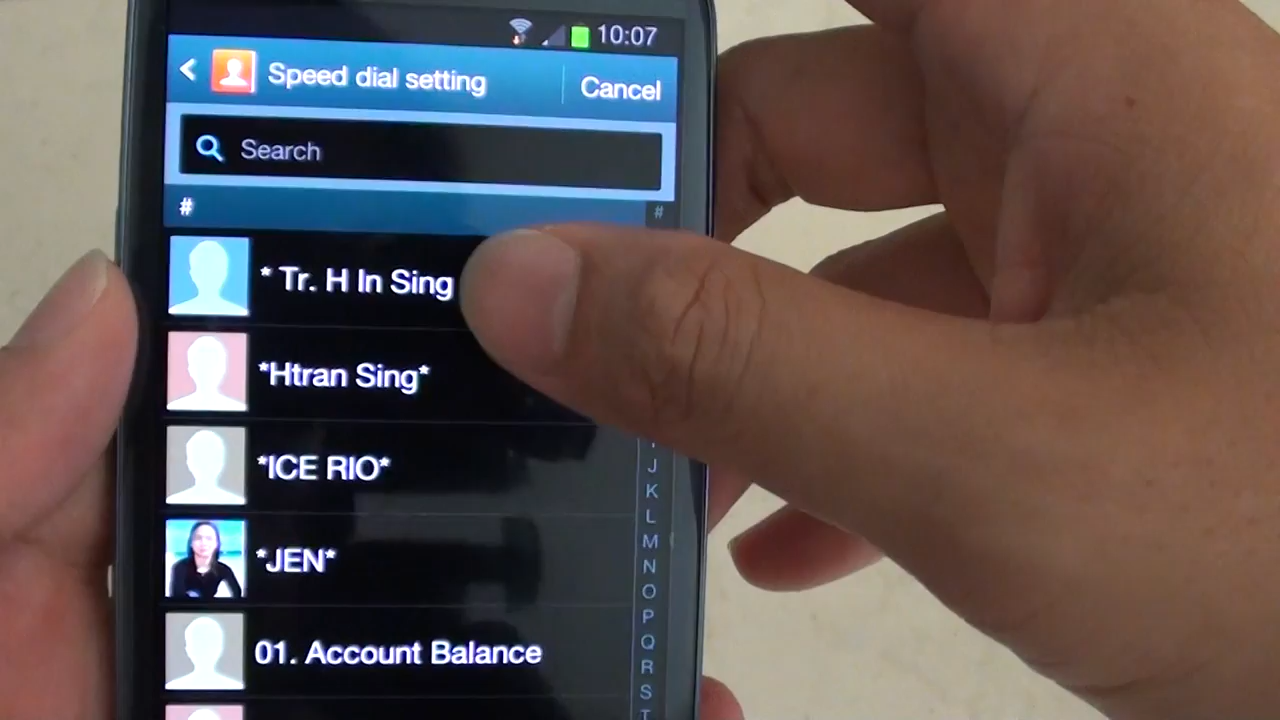 10:07
Speed dial setting
Cancel
Search
#
#
* Tr. H In Sing
*Htran Sing*
*ICE RIO*
*JEN*
01. Account Balance
J
K
L
M
N
O
P
Q
R
S
T